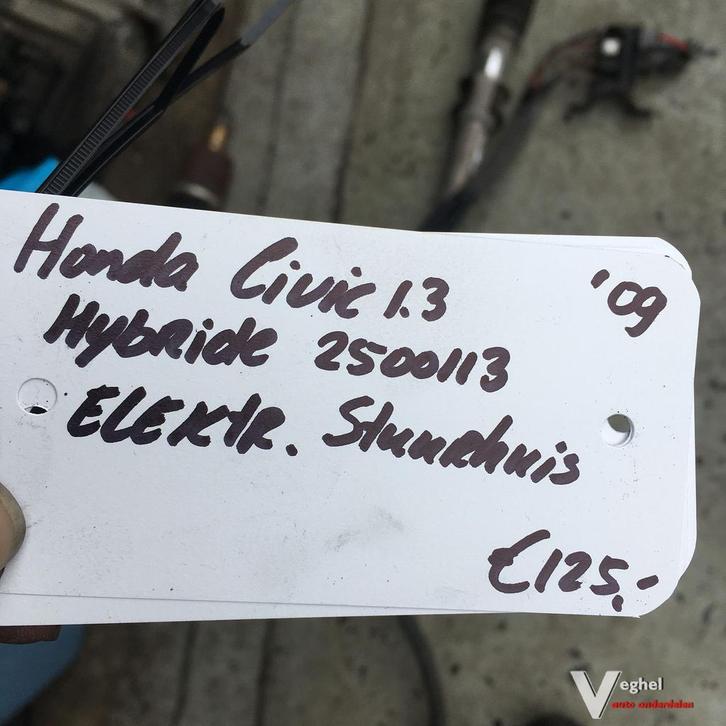 Honda Civic 1.3 '09
Hybride 2500113
ELEKtR. Stuurhuis
€125,-
Veghel
auto onderdelen